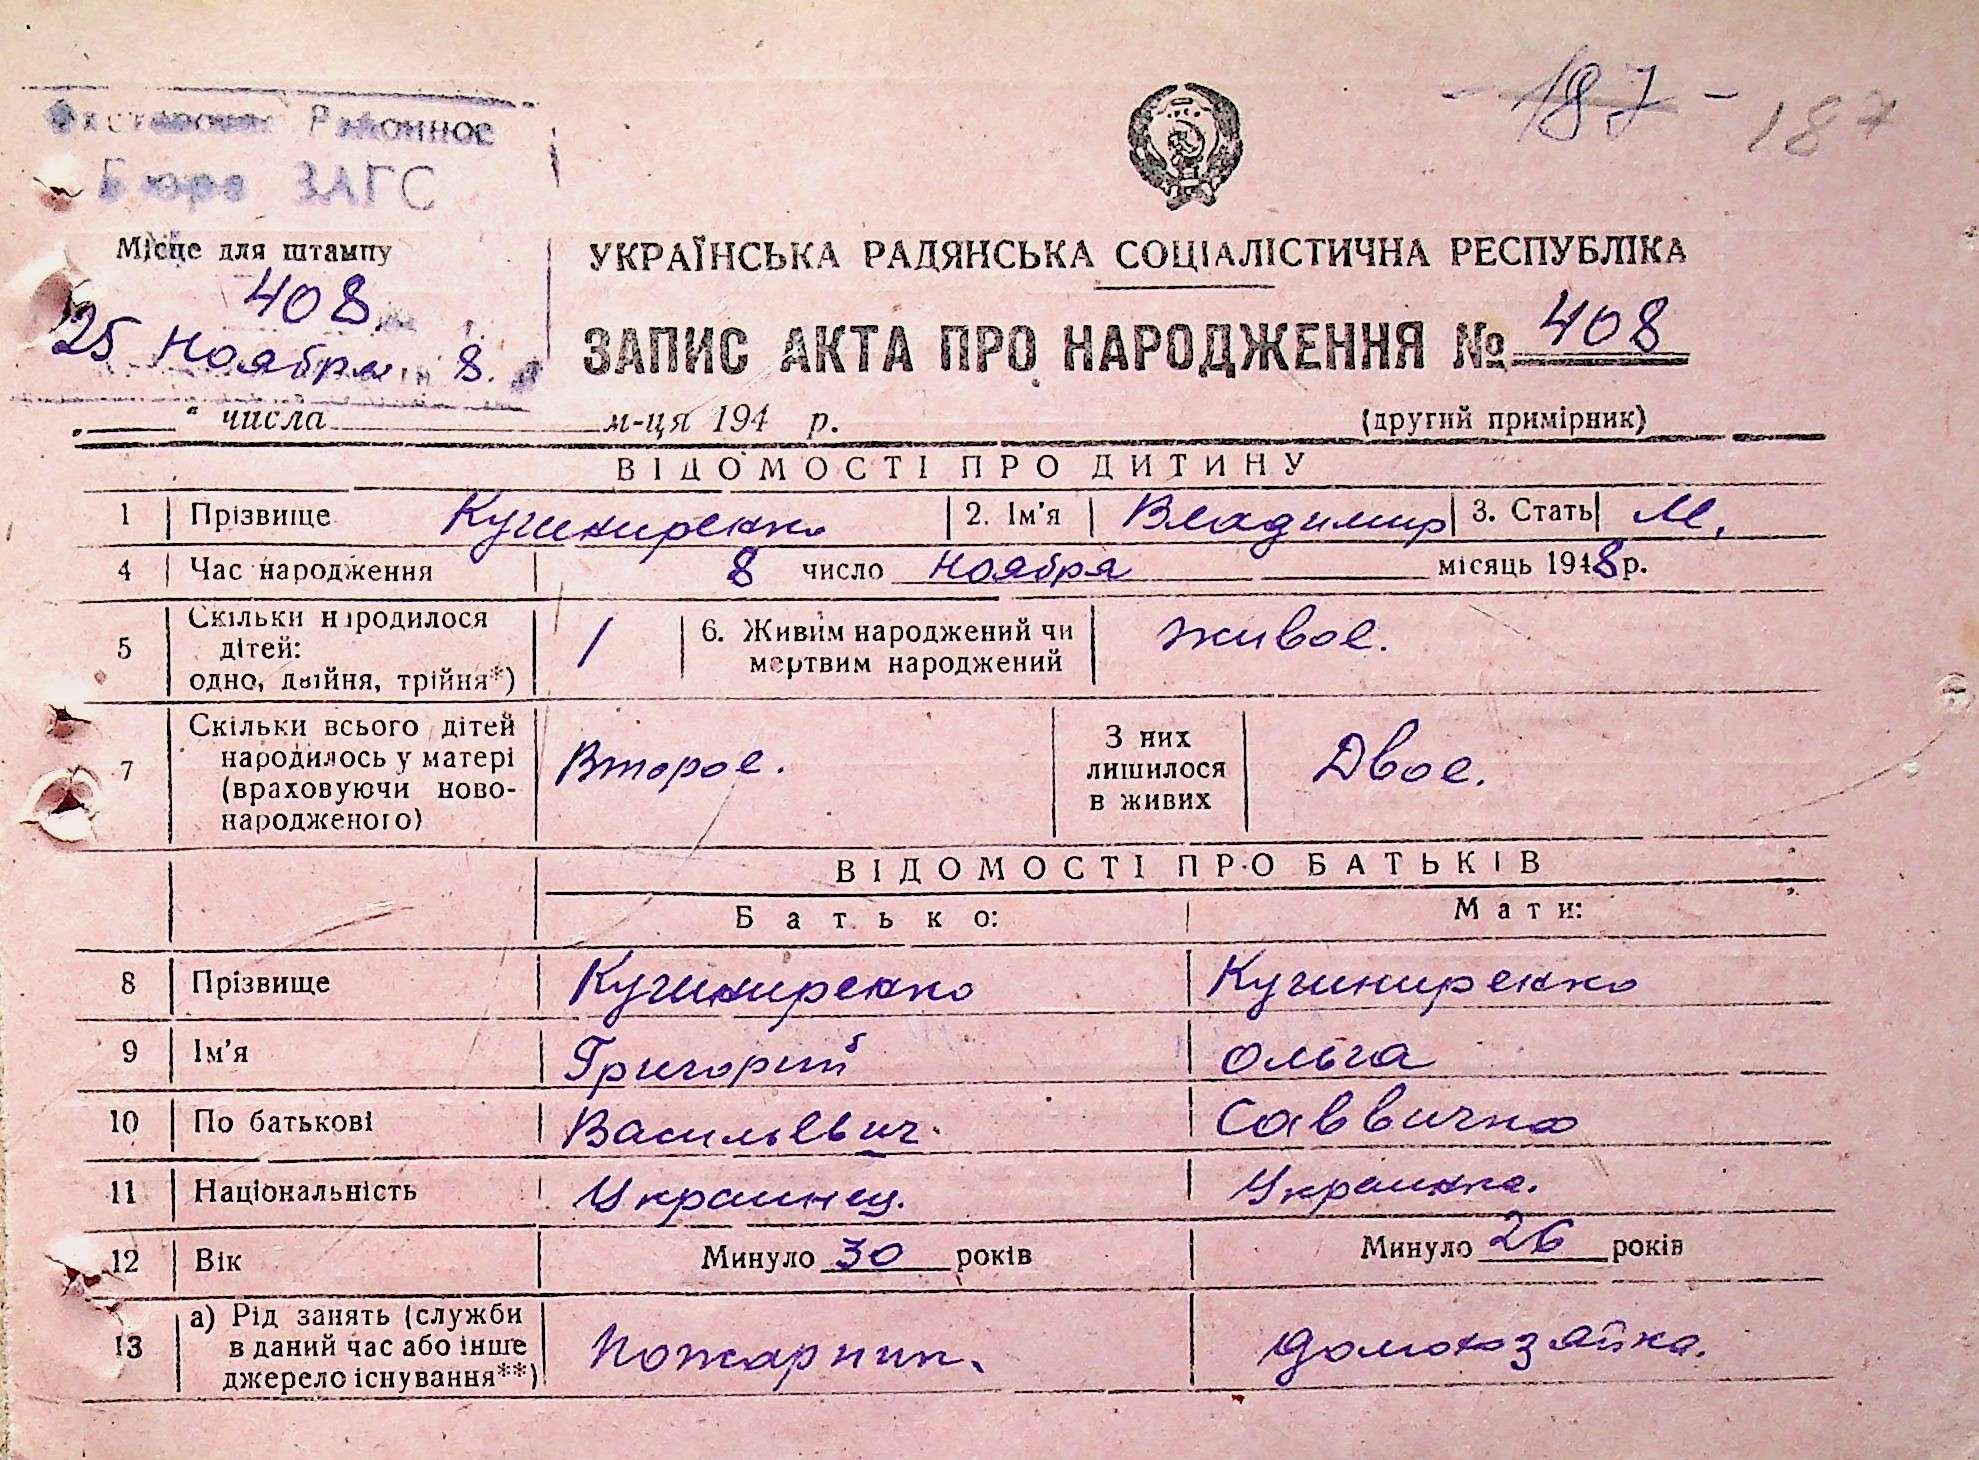 - 187 - 187
Районное
Бюро ЗАГС
Місце для штампу
УКРАЇНСЬКА РАДЯНСЬКА СОЦІАЛІСТИЧНА РЕСПУБЛІКА
408
25 Ноября 8.
ЗАПИС АКТА ПРО НАРОДЖЕННЯ № 408
„ “ числа м-ця 194 р. (другий примірник)
ВІДОМОСТІ ПРО ДИТИНУ
1 Прізвище Кучиниренко 2. Ім'я Владимир 3. Стать М.
4 Час народження 8 число ноября місяць 1948 р.
5 Скільки народилося дітей: одно, двійня, трійня*) 1 6. Живим народжений чи мертвим народжений живое.
7 Скільки всього дітей народилось у матері (враховуючи ново-народженого) Второе. З них лишилося в живих Двое.
ВІДОМОСТІ ПРО БАТЬКІВ
Батько: Мати:
8 Прізвище Кучиниренко Кучиниренко
9 Ім'я Григорий Ольга
10 По батькові Васильевич. Саввична
11 Національність Украинец. Украинка.
12 Вік Минуло 30 років Минуло 26 років
13 а) Рід занять (служби в даний час або інше джерело існування**) Пожарник. домохозяйка.